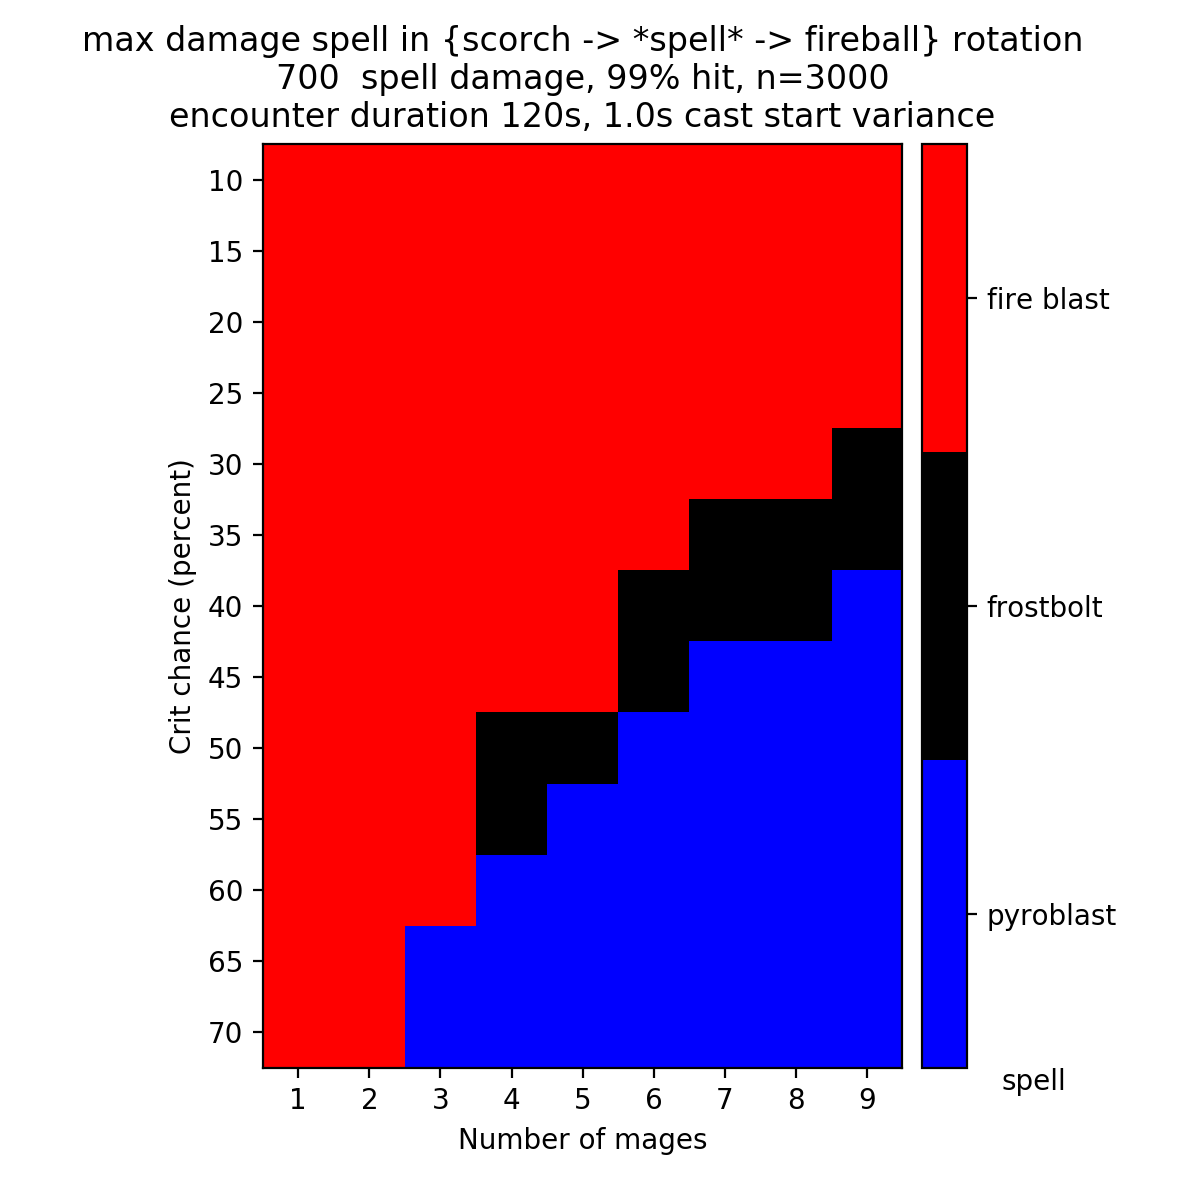 max damage spell in {scorch -> *spell* -> fireball} rotation
700  spell damage, 99% hit, n=3000
encounter duration 120s, 1.0s cast start variance
10
15
20
25
30
35
40
45
50
55
60
65
70
Crit chance (percent)
1 2 3 4 5 6 7 8 9
Number of mages
fire blast
frostbolt
pyroblast
spell